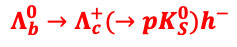 Λ_b^0 → Λ_c^+(→ pK_S^0)h^-